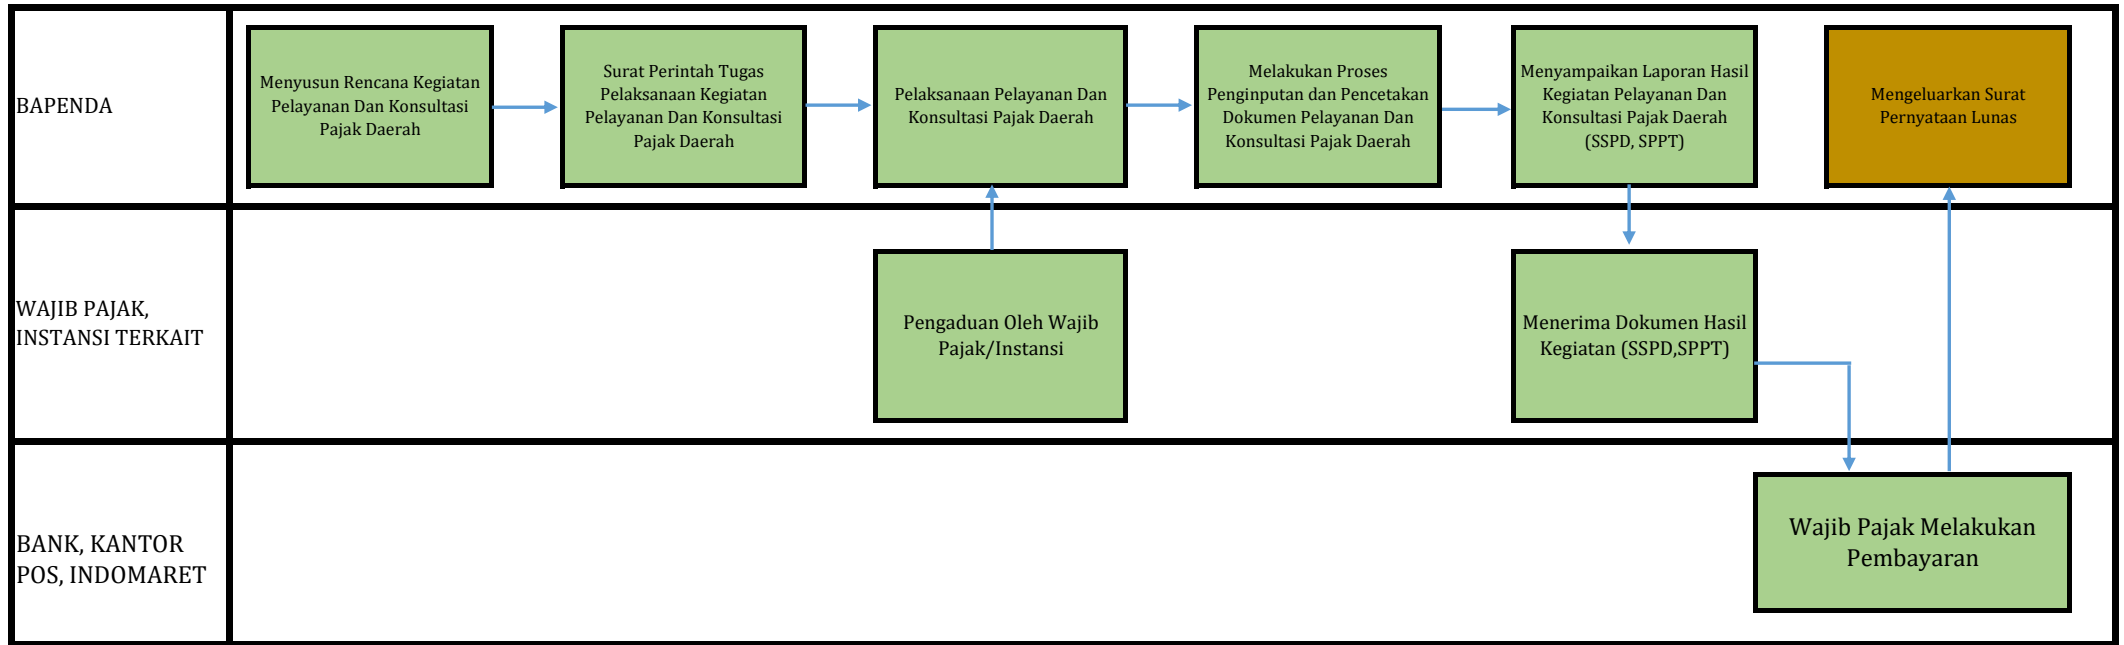 BAPENDA
Menyusun Rencana Kegiatan
Pelayanan Dan Konsultasi
Pajak Daerah
Surat Perintah Tugas
Pelaksanaan Kegiatan
Pelayanan Dan Konsultasi
Pajak Daerah
Pelaksanaan Pelayanan Dan
Konsultasi Pajak Daerah
Melakukan Proses
Penginputan dan Pencetakan
Dokumen Pelayanan Dan
Konsultasi Pajak Daerah
Menyampaikan Laporan Hasil
Kegiatan Pelayanan Dan
Konsultasi Pajak Daerah
(SSPD, SPPT)
Mengeluarkan Surat
Pernyataan Lunas
WAJIB PAJAK,
INSTANSI TERKAIT
Pengaduan Oleh Wajib
Pajak/Instansi
Menerima Dokumen Hasil
Kegiatan (SSPD,SPPT)
BANK, KANTOR
POS, INDOMARET
Wajib Pajak Melakukan
Pembayaran